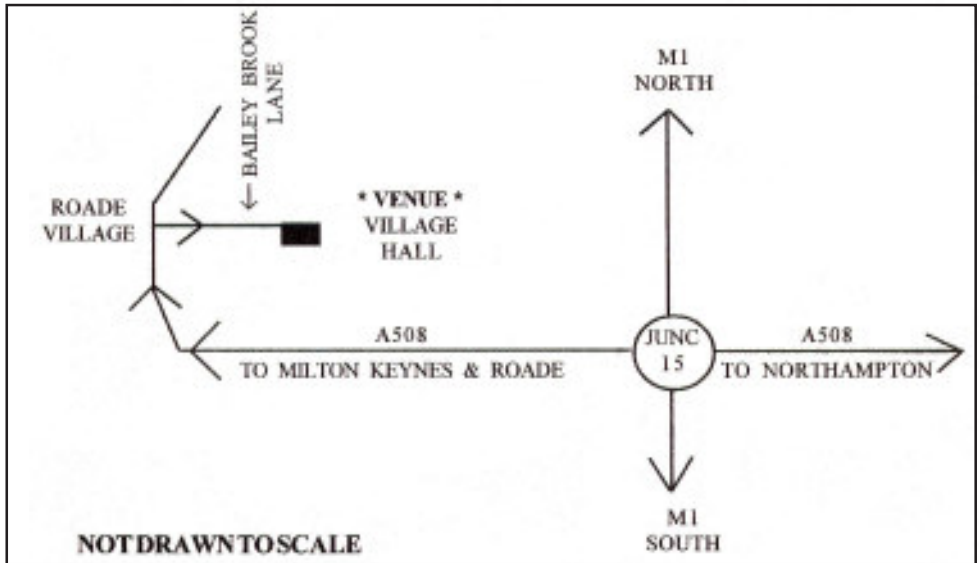 M1
NORTH
BAILEY BROOK
LANE
* VENUE *
VILLAGE
HALL
ROADE
VILLAGE
A508
TO MILTON KEYNES & ROADE
JUNC
15
A508
TO NORTHAMPTON
M1
SOUTH
NOT DRAWN TO SCALE